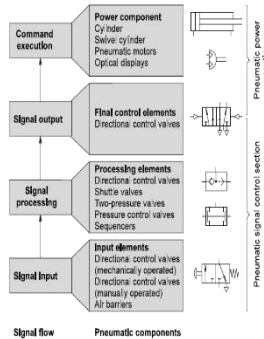 Command
execution
Power component
Cylinder
Swivel cylinder
Pneumatic motors
Optical displays
Signal output
Final control elements
Directional control valves
Signal
processing
Processing elements
Directional control valves
Shuttle valves
Two-pressure valves
Pressure control valves
Sequencers
Signal input
Input elements
Directional control valves
(mechanically operated)
Directional control valves
(manually operated)
Air barriers
Signal flow
Pneumatic components
Pneumatic power
Pneumatic signal control section